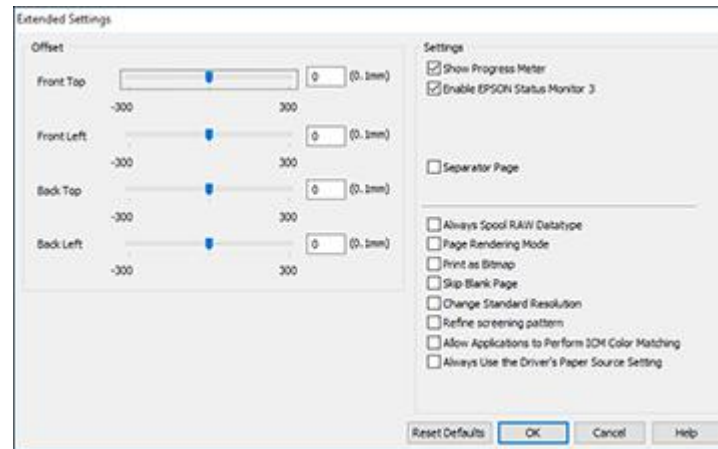 Extended Settings
Offset
Front Top 0 (0.1mm)
-300 300
Front Left 0 (0.1mm)
-300 300
Back Top 0 (0.1mm)
-300 300
Back Left 0 (0.1mm)
-300 300
Settings
Show Progress Meter
Enable EPSON Status Monitor 3
Separator Page
Always Spool RAW Datatype
Page Rendering Mode
Print as Bitmap
Skip Blank Page
Change Standard Resolution
Refine screening pattern
Allow Applications to Perform ICM Color Matching
Always Use the Driver's Paper Source Setting
Reset Defaults OK Cancel Help